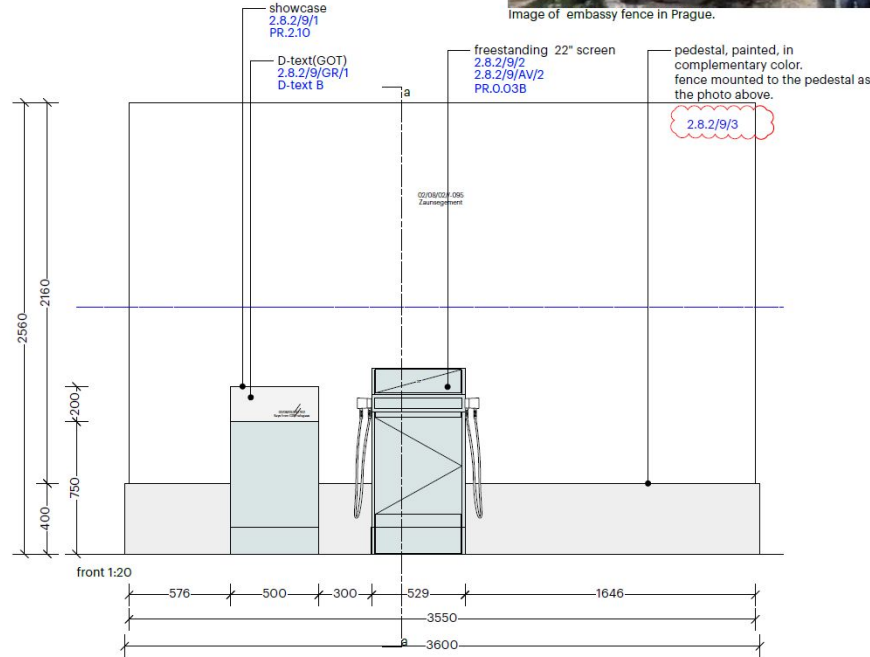 Image of embassy fence in Prague.
showcase
2.8.2/9/1
PR.2.10
D-text(GOT)
2.8.2/9/GR/1
D-text B
a
freestanding 22" screen
2.8.2/9/2
2.8.2/9/AV/2
PR.0.03B
pedestal, painted, in
complementary color.
fence mounted to the pedestal as
the photo above.
2.8.2/9/3
02/08/02/f-095
Zaunsegement
2560
2160
200
750
400
front 1:20
576
500
300
529
1646
3550
3600
a